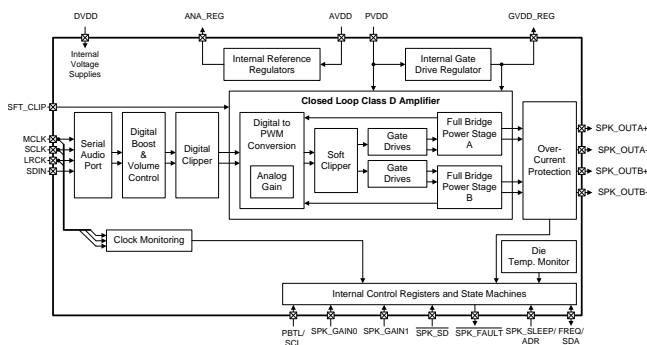 DVDD
ANA_REG
AVDD
PVDD
GVDD_REG
Internal
Voltage
Supplies
Internal Reference
Regulators
Internal Gate
Drive Regulator
SFT_CLIP
Closed Loop Class D Amplifier
MCLK
SCLK
LRCK
SDIN
Serial
Audio
Port
Digital
Boost
&
Volume
Control
Digital
Clipper
Digital to
PWM
Conversion
Analog
Gain
Soft
Clipper
Gate
Drives
Gate
Drives
Full Bridge
Power Stage
A
Full Bridge
Power Stage
B
Over-
Current
Protection
SPK_OUTA+
SPK_OUTA-
SPK_OUTB+
SPK_OUTB-
Clock Monitoring
Die
Temp. Monitor
Internal Control Registers and State Machines
PBTL/
SCL
SPK_GAIN0
SPK_GAIN1
SPK_SD
SPK_FAULT
SPK_SLEEP/
ADR
FREQ/
SDA